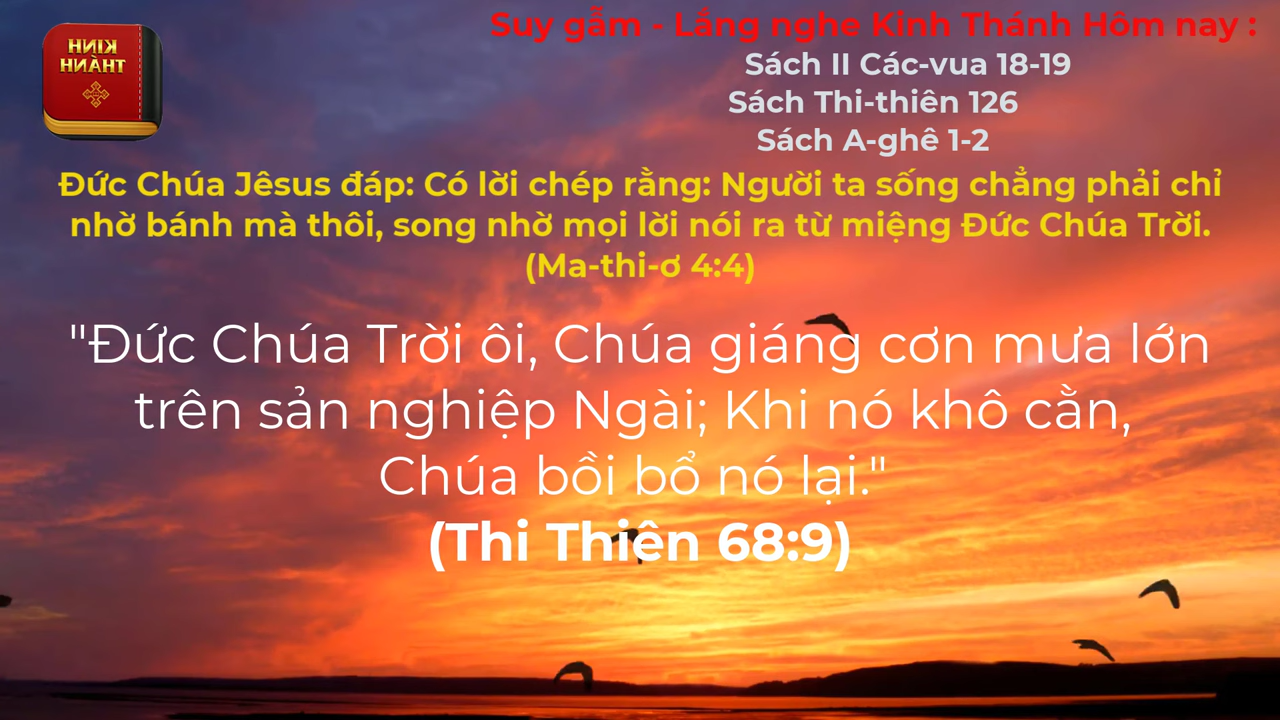 Suy gẫm - Lắng nghe Kinh Thánh Hôm nay :
KINH
THÁNH
Sách II Các-vua 18-19
Sách Thi-thiên 126
Sách A-ghê 1-2
Đức Chúa Jêsus đáp: Có lời chép rằng: Người ta sống chẳng phải chỉ
nhờ bánh mà thôi, song nhờ mọi lời nói ra từ miệng Đức Chúa Trời.
(Ma-thi-ơ 4:4)
"Đức Chúa Trời ôi, Chúa giáng cơn mưa lớn
trên sản nghiệp Ngài; Khi nó khô cằn,
Chúa bồi bổ nó lại."
(Thi Thiên 68:9)